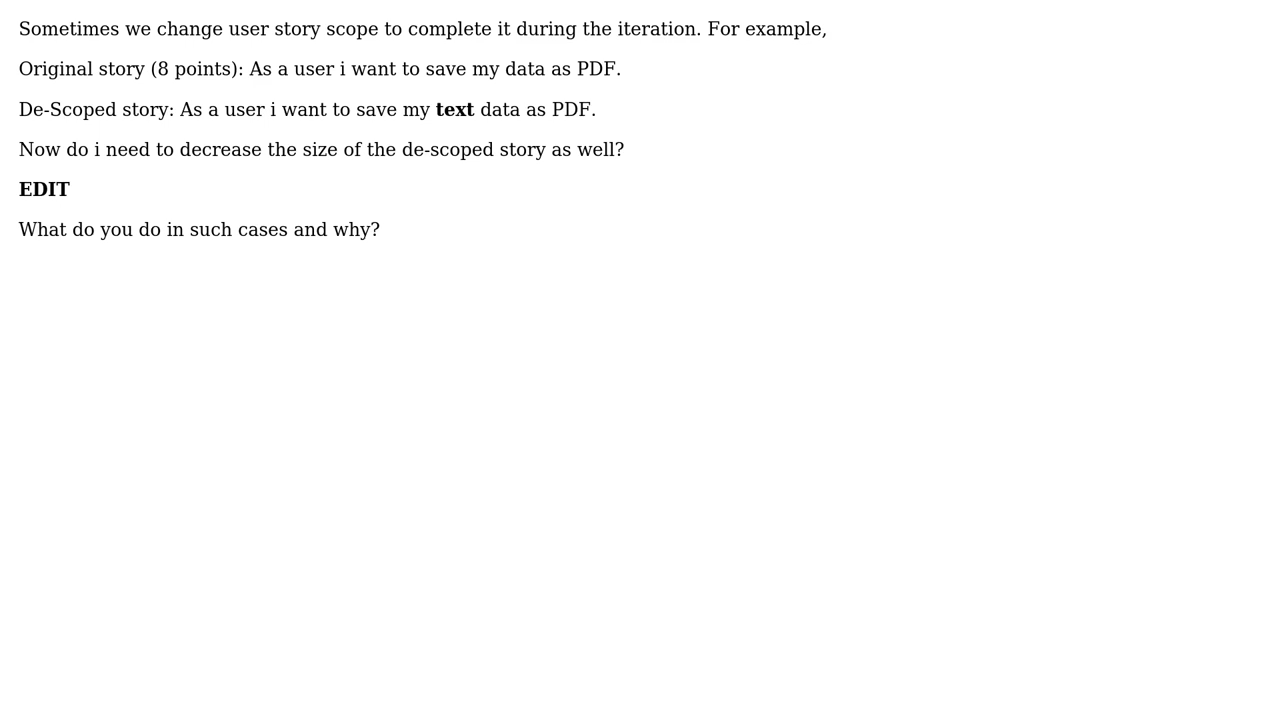 Sometimes we change user story scope to complete it during the iteration. For example,
Original story (8 points): As a user i want to save my data as PDF.
De-Scoped story: As a user i want to save my text data as PDF.
Now do i need to decrease the size of the de-scoped story as well?
EDIT
What do you do in such cases and why?